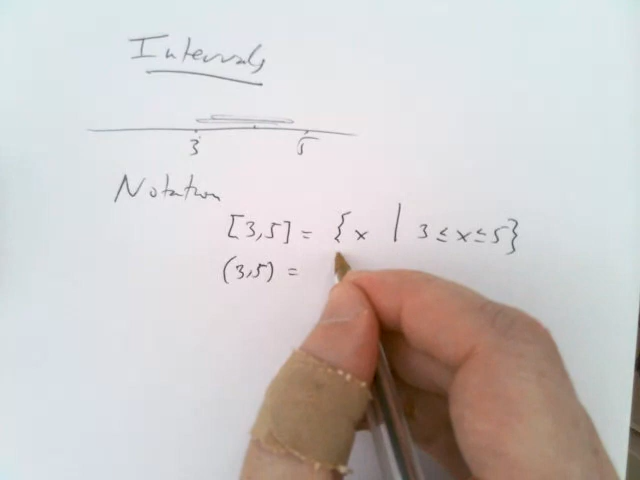 Intervals
3 5
Notation
[3,5] = {x | 3 ≤ x ≤ 5}
(3,5) =